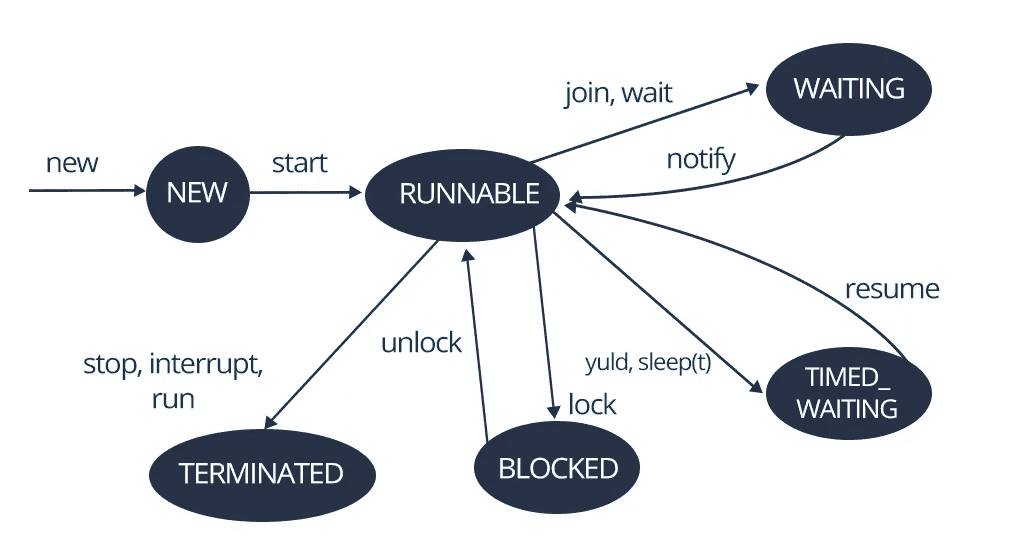 new
NEW
start
RUNNABLE
join, wait
WAITING
notify
resume
yuld, sleep(t)
TIMED_
WAITING
unlock
lock
BLOCKED
stop, interrupt,
run
TERMINATED